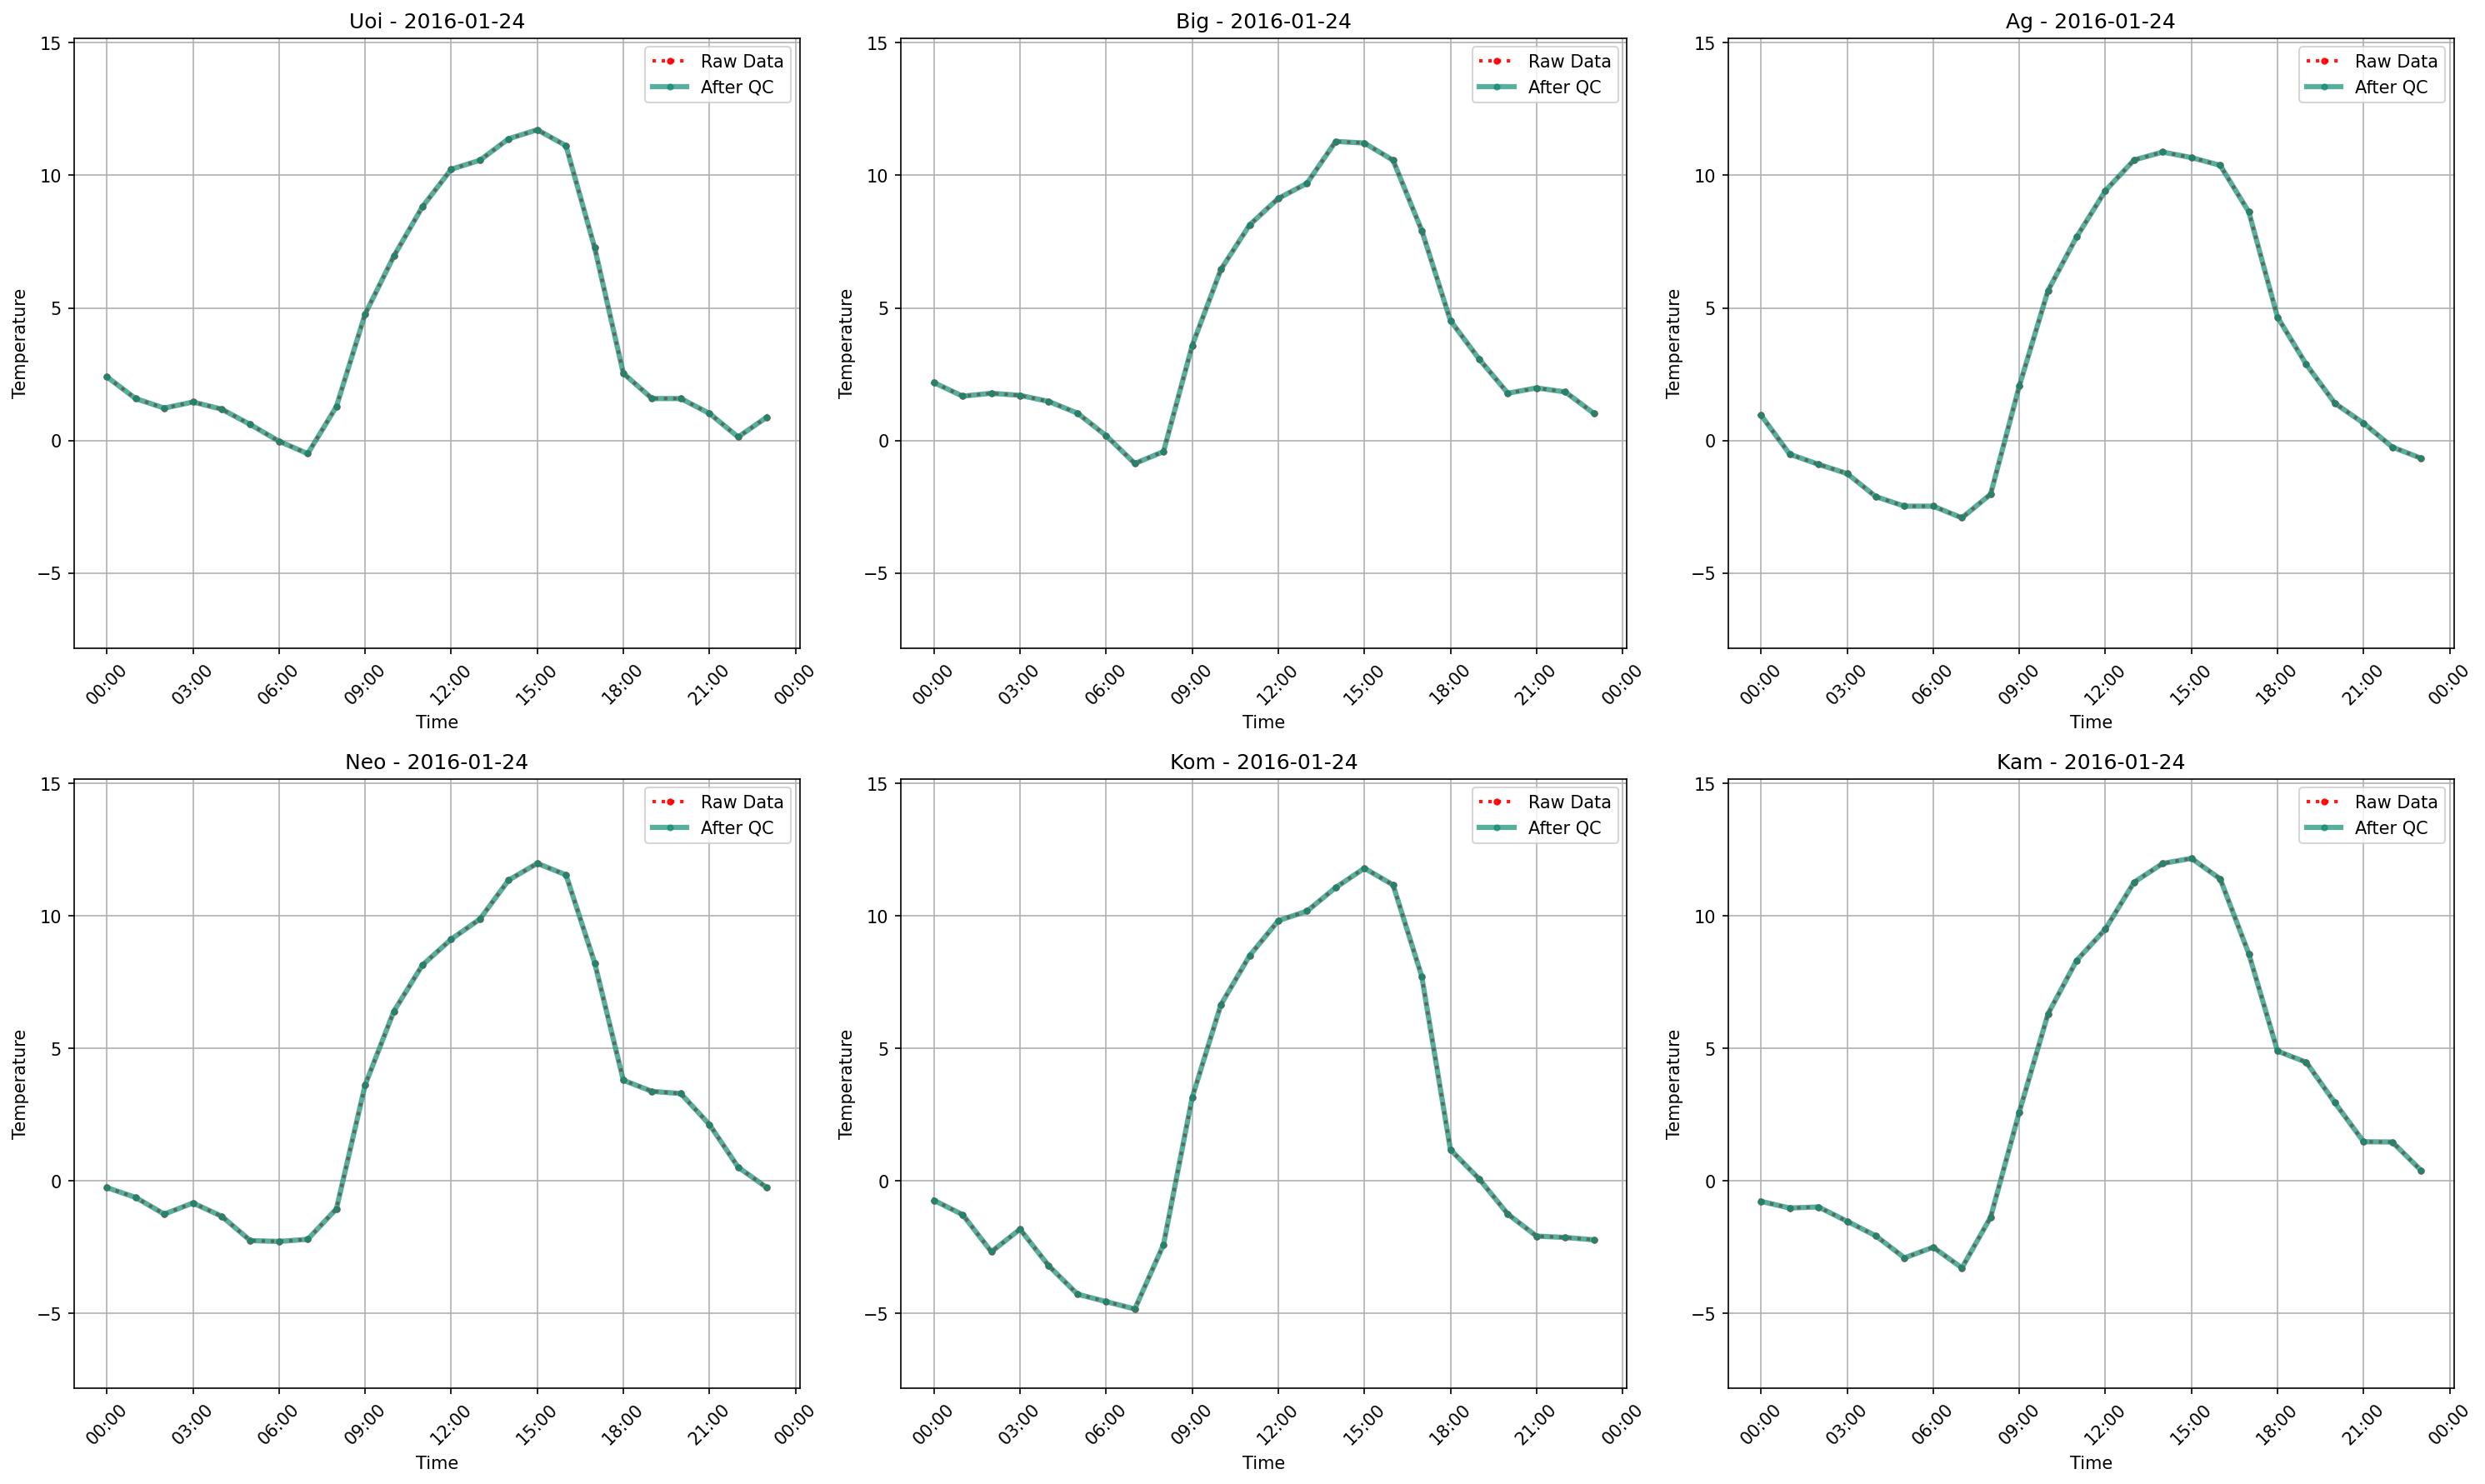 Uoi - 2016-01-24
15
10
5
0
−5
Temperature
Raw Data
After QC
00:00
03:00
06:00
09:00
12:00
15:00
18:00
21:00
00:00
Time
Big - 2016-01-24
15
10
5
0
−5
Temperature
Raw Data
After QC
00:00
03:00
06:00
09:00
12:00
15:00
18:00
21:00
00:00
Time
Ag - 2016-01-24
15
10
5
0
−5
Temperature
Raw Data
After QC
00:00
03:00
06:00
09:00
12:00
15:00
18:00
21:00
00:00
Time
Neo - 2016-01-24
15
10
5
0
−5
Temperature
Raw Data
After QC
00:00
03:00
06:00
09:00
12:00
15:00
18:00
21:00
00:00
Time
Kom - 2016-01-24
15
10
5
0
−5
Temperature
Raw Data
After QC
00:00
03:00
06:00
09:00
12:00
15:00
18:00
21:00
00:00
Time
Kam - 2016-01-24
15
10
5
0
−5
Temperature
Raw Data
After QC
00:00
03:00
06:00
09:00
12:00
15:00
18:00
21:00
00:00
Time